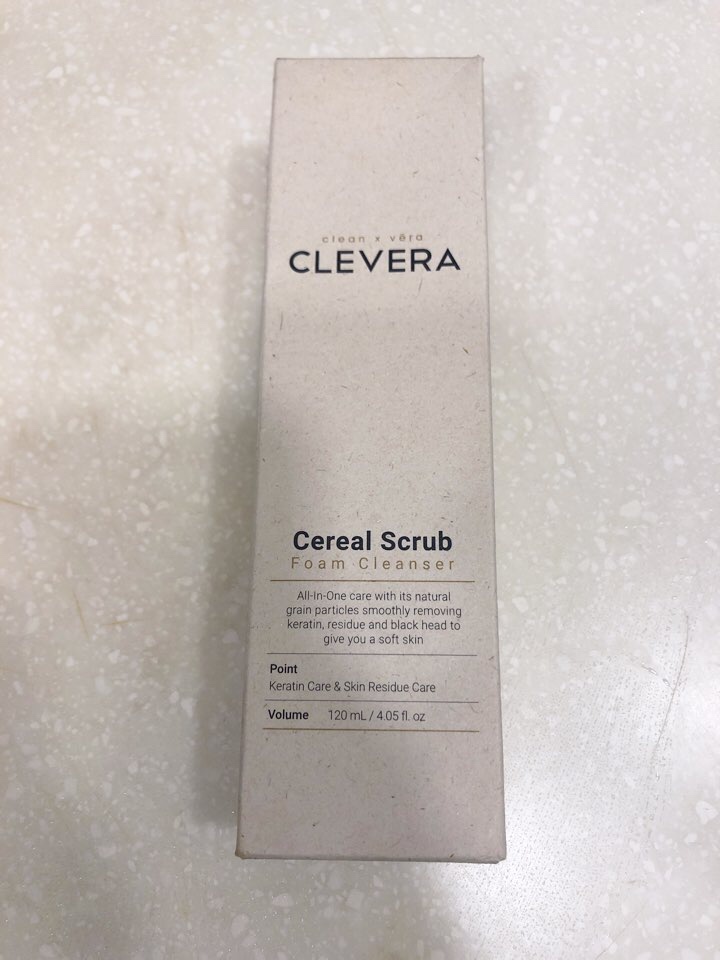 clean x vēra
CLEVERA
Cereal Scrub
Foam Cleanser
All-In-One care with its natural
grain particles smoothly removing
keratin, residue and black head to
give you a soft skin
Point
Keratin Care & Skin Residue Care
Volume 120 mL / 4.05 fl. oz